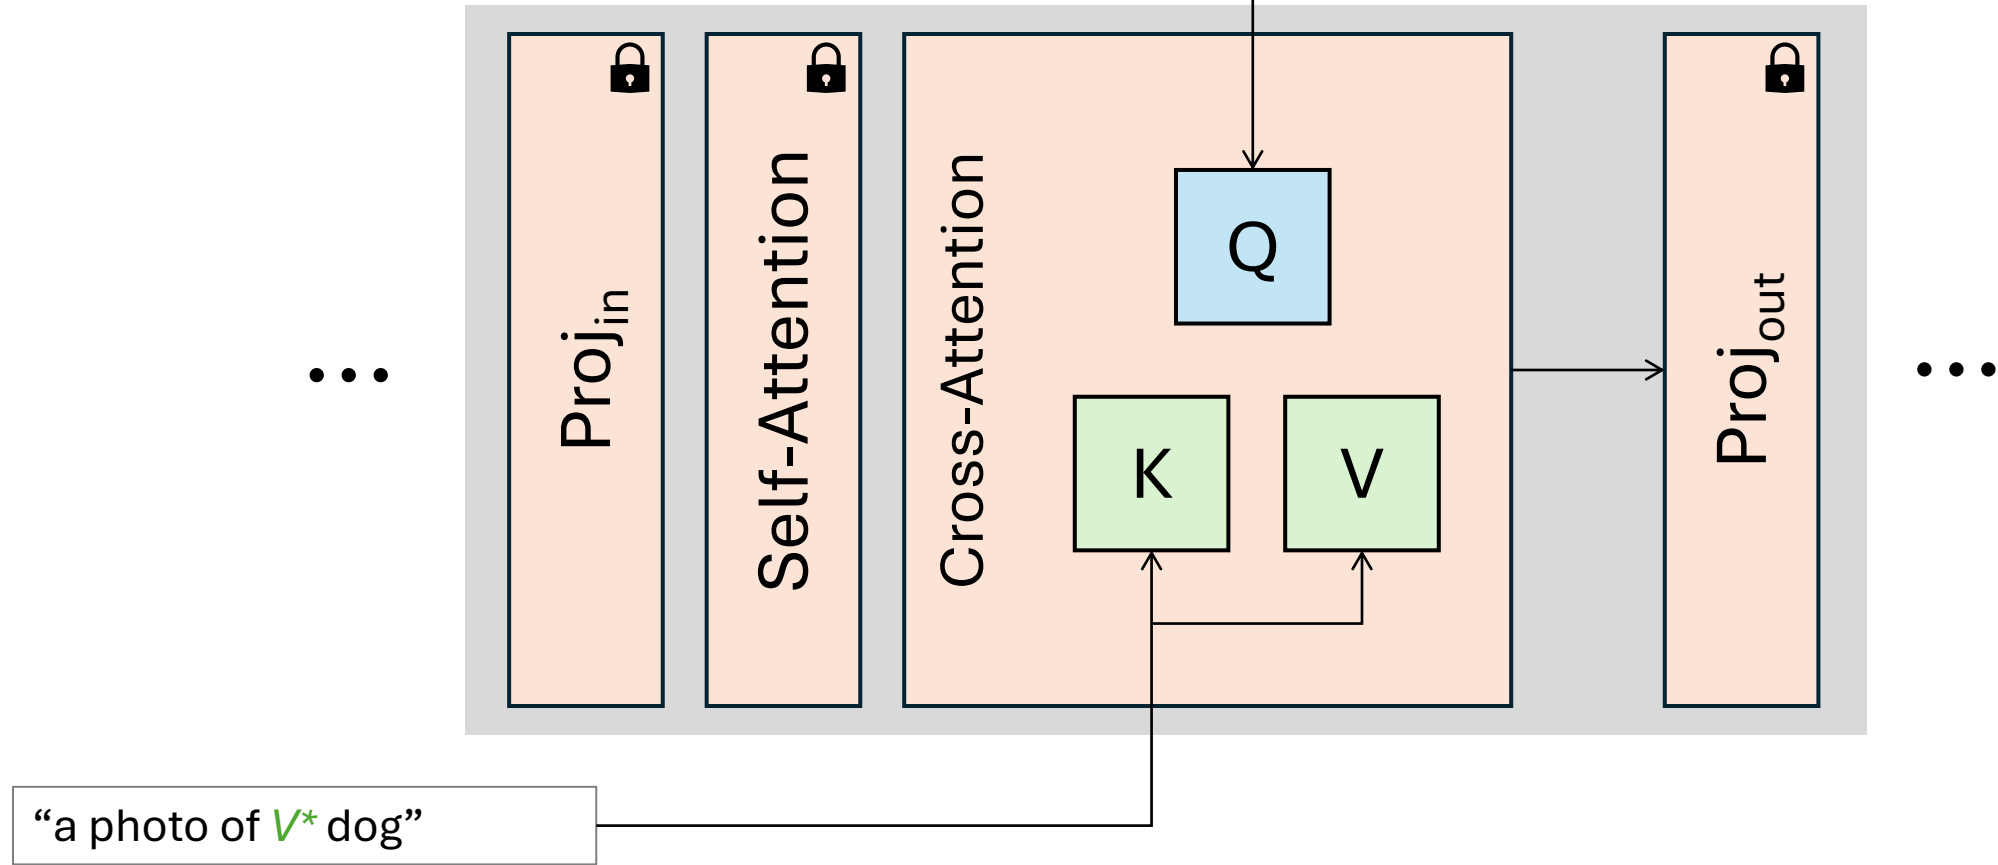 Proj_in
Self-Attention
Cross-Attention
Q
K
V
Proj_out
“a photo of V* dog”